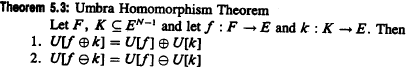 Theorem 5.3: Umbra Homomorphism Theorem
Let F, K ⊆ E^{N−1} and let f : F → E and k : K → E. Then
1. U[f ⊕ k] = U[f] ⊕ U[k]
2. U[f ⊖ k] = U[f] ⊖ U[k]